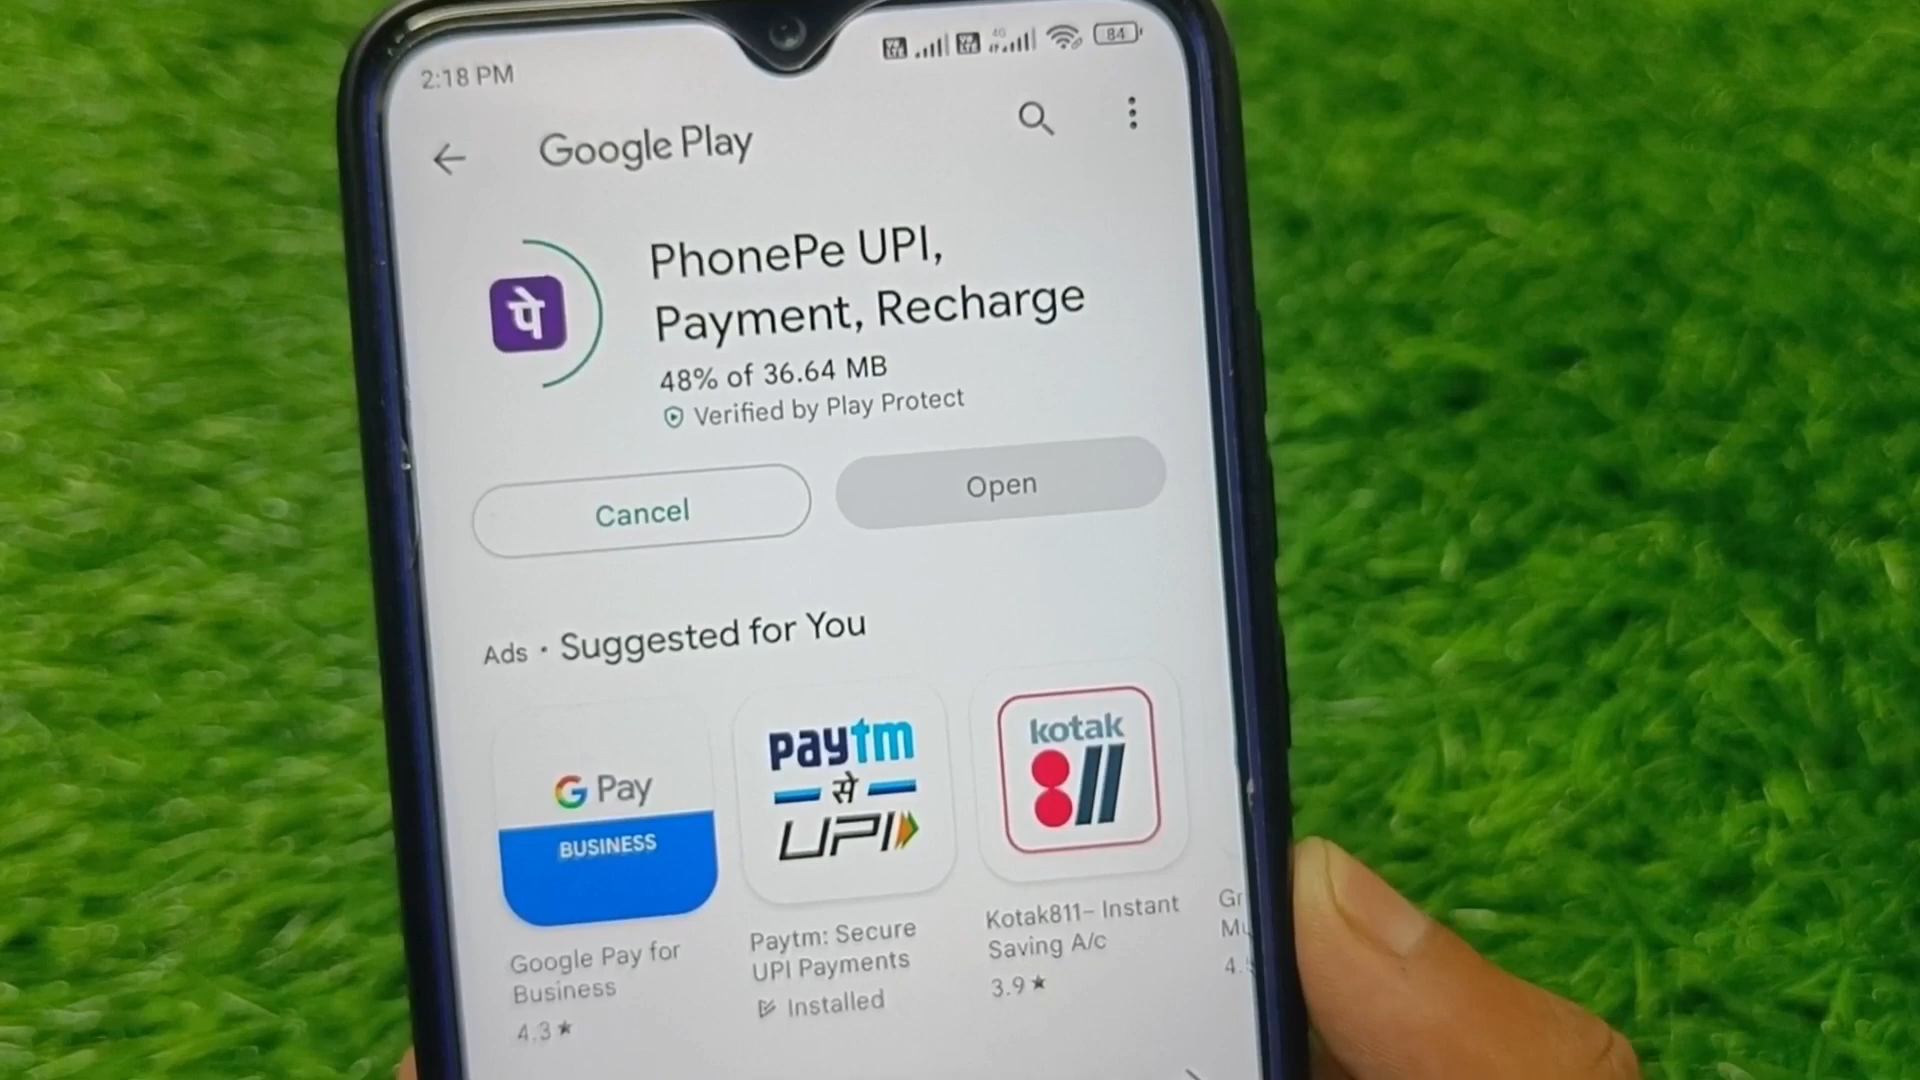 2:18 PM
4G
84
Google Play
पे
PhonePe UPI,
Payment, Recharge
48% of 36.64 MB
Verified by Play Protect
Cancel
Open
Ads · Suggested for You
G Pay
BUSINESS
paytm
से
UPI
kotak
811
Google Pay for
Business
4.3 ★
Paytm: Secure
UPI Payments
Installed
Kotak811– Instant
Saving A/c
3.9 ★